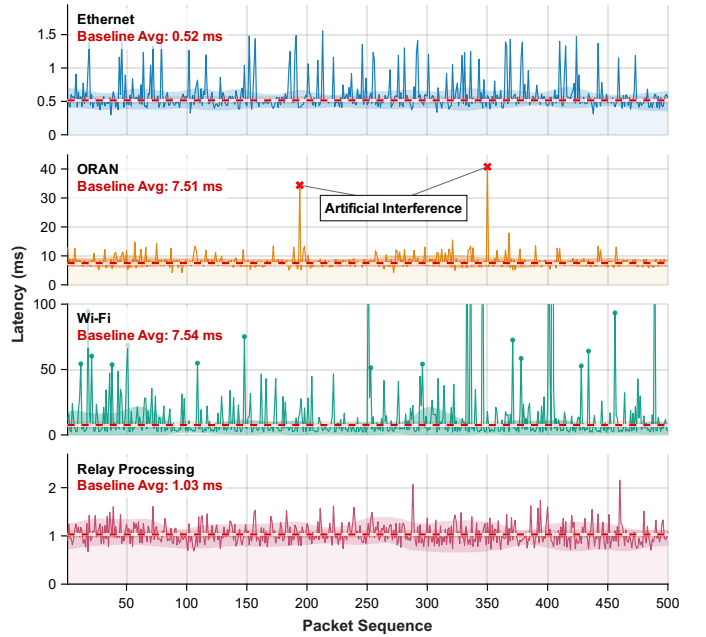 Ethernet
Baseline Avg: 0.52 ms
1.5
1
0.5
0
ORAN
Baseline Avg: 7.51 ms
Artificial Interference
40
30
20
10
0
Wi-Fi
Baseline Avg: 7.54 ms
100
50
0
Relay Processing
Baseline Avg: 1.03 ms
2
1
0
50 100 150 200 250 300 350 400 450 500
Packet Sequence
Latency (ms)